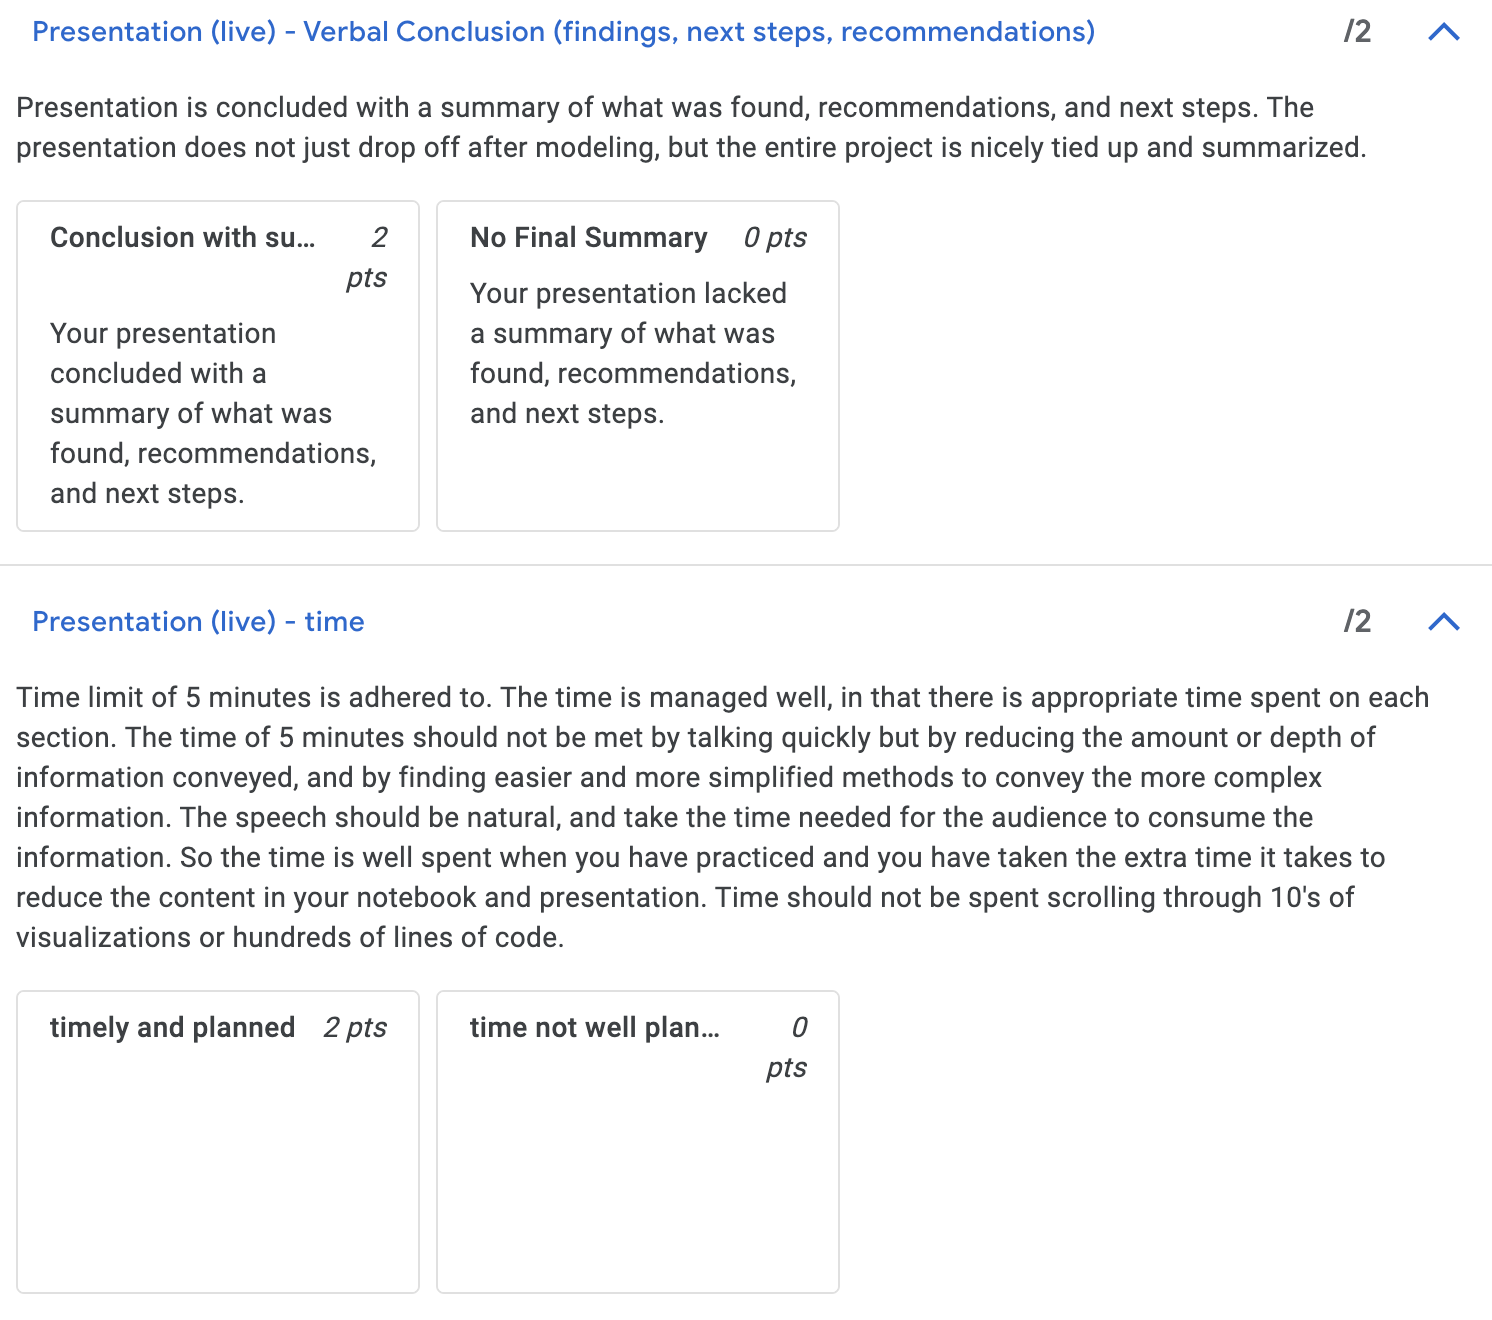 Presentation (live) - Verbal Conclusion (findings, next steps, recommendations) /2
Presentation is concluded with a summary of what was found, recommendations, and next steps. The
presentation does not just drop off after modeling, but the entire project is nicely tied up and summarized.
Conclusion with su... 2
pts
Your presentation
concluded with a
summary of what was
found, recommendations,
and next steps.
No Final Summary 0 pts
Your presentation lacked
a summary of what was
found, recommendations,
and next steps.
Presentation (live) - time /2
Time limit of 5 minutes is adhered to. The time is managed well, in that there is appropriate time spent on each
section. The time of 5 minutes should not be met by talking quickly but by reducing the amount or depth of
information conveyed, and by finding easier and more simplified methods to convey the more complex
information. The speech should be natural, and take the time needed for the audience to consume the
information. So the time is well spent when you have practiced and you have taken the extra time it takes to
reduce the content in your notebook and presentation. Time should not be spent scrolling through 10's of
visualizations or hundreds of lines of code.
timely and planned 2 pts
time not well plan... 0
pts